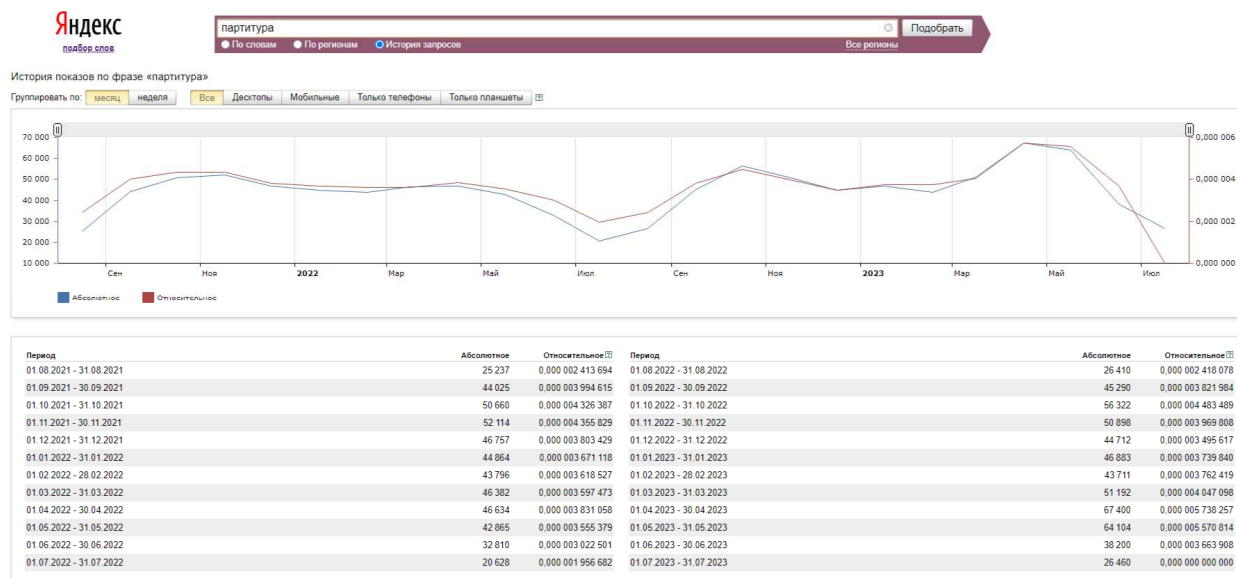 Яндекс
подбор слов
партитура
Подобрать
По словам По регионам История запросов
Все регионы
История показов по фразе «партитура»
Группировать по: месяц неделя Все Десктопы Мобильные Только телефоны Только планшеты
70 000
60 000
50 000
40 000
30 000
20 000
10 000
0,000 006
0,000 004
0,000 002
0,000 000
Сен Ноя 2022 Мар Май Июл Сен Ноя 2023 Мар Май Июл
Абсолютное Относительное
Период Абсолютное Относительное Период Абсолютное Относительное
01.08.2021 - 31.08.2021 25 237 0,000 002 413 694 01.08.2022 - 31.08.2022 26 410 0,000 002 418 078
01.09.2021 - 30.09.2021 44 025 0,000 003 994 615 01.09.2022 - 30.09.2022 45 290 0,000 003 821 984
01.10.2021 - 31.10.2021 50 660 0,000 004 326 387 01.10.2022 - 31.10.2022 56 322 0,000 004 483 489
01.11.2021 - 30.11.2021 52 114 0,000 004 355 829 01.11.2022 - 30.11.2022 50 898 0,000 003 969 808
01.12.2021 - 31.12.2021 46 757 0,000 003 803 429 01.12.2022 - 31.12.2022 44 712 0,000 003 495 617
01.01.2022 - 31.01.2022 44 864 0,000 003 671 118 01.01.2023 - 31.01.2023 46 883 0,000 003 739 840
01.02.2022 - 28.02.2022 43 796 0,000 003 618 527 01.02.2023 - 28.02.2023 43 711 0,000 003 762 419
01.03.2022 - 31.03.2022 46 382 0,000 003 597 473 01.03.2023 - 31.03.2023 51 192 0,000 004 047 098
01.04.2022 - 30.04.2022 46 634 0,000 003 831 058 01.04.2023 - 30.04.2023 67 400 0,000 005 738 257
01.05.2022 - 31.05.2022 42 865 0,000 003 555 379 01.05.2023 - 31.05.2023 64 104 0,000 005 570 814
01.06.2022 - 30.06.2022 32 810 0,000 003 022 501 01.06.2023 - 30.06.2023 38 200 0,000 003 663 908
01.07.2022 - 31.07.2022 20 628 0,000 001 956 682 01.07.2023 - 31.07.2023 26 460 0,000 000 000 000